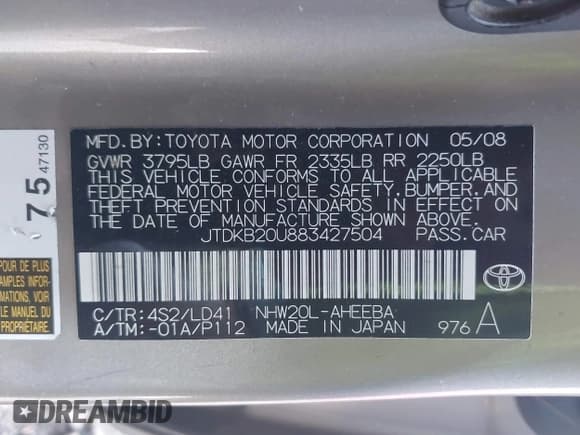 MFD.BY:TOYOTA MOTOR CORPORATION 05/08
GVWR 3795LB GAWR FR 2335LB RR 2250LB
THIS VEHICLE CONFORMS TO ALL APPLICABLE
FEDERAL MOTOR VEHICLE SAFETY,BUMPER,AND
THEFT PREVENTION STANDARDS IN EFFECT ON
THE DATE OF MANUFACTURE SHOWN ABOVE.
JTDKB20U883427504 PASS.CAR
C/TR:4S2/LD41 NHW20L-AHEEBA
A/TM:-01A/P112 MADE IN JAPAN 976 A
75 47130
POUR DE PLUS
AMPLES INFOR-
MATIONS, VOIR
LE MANUEL DU
PROPRIÉTAIRE
DREAMBID